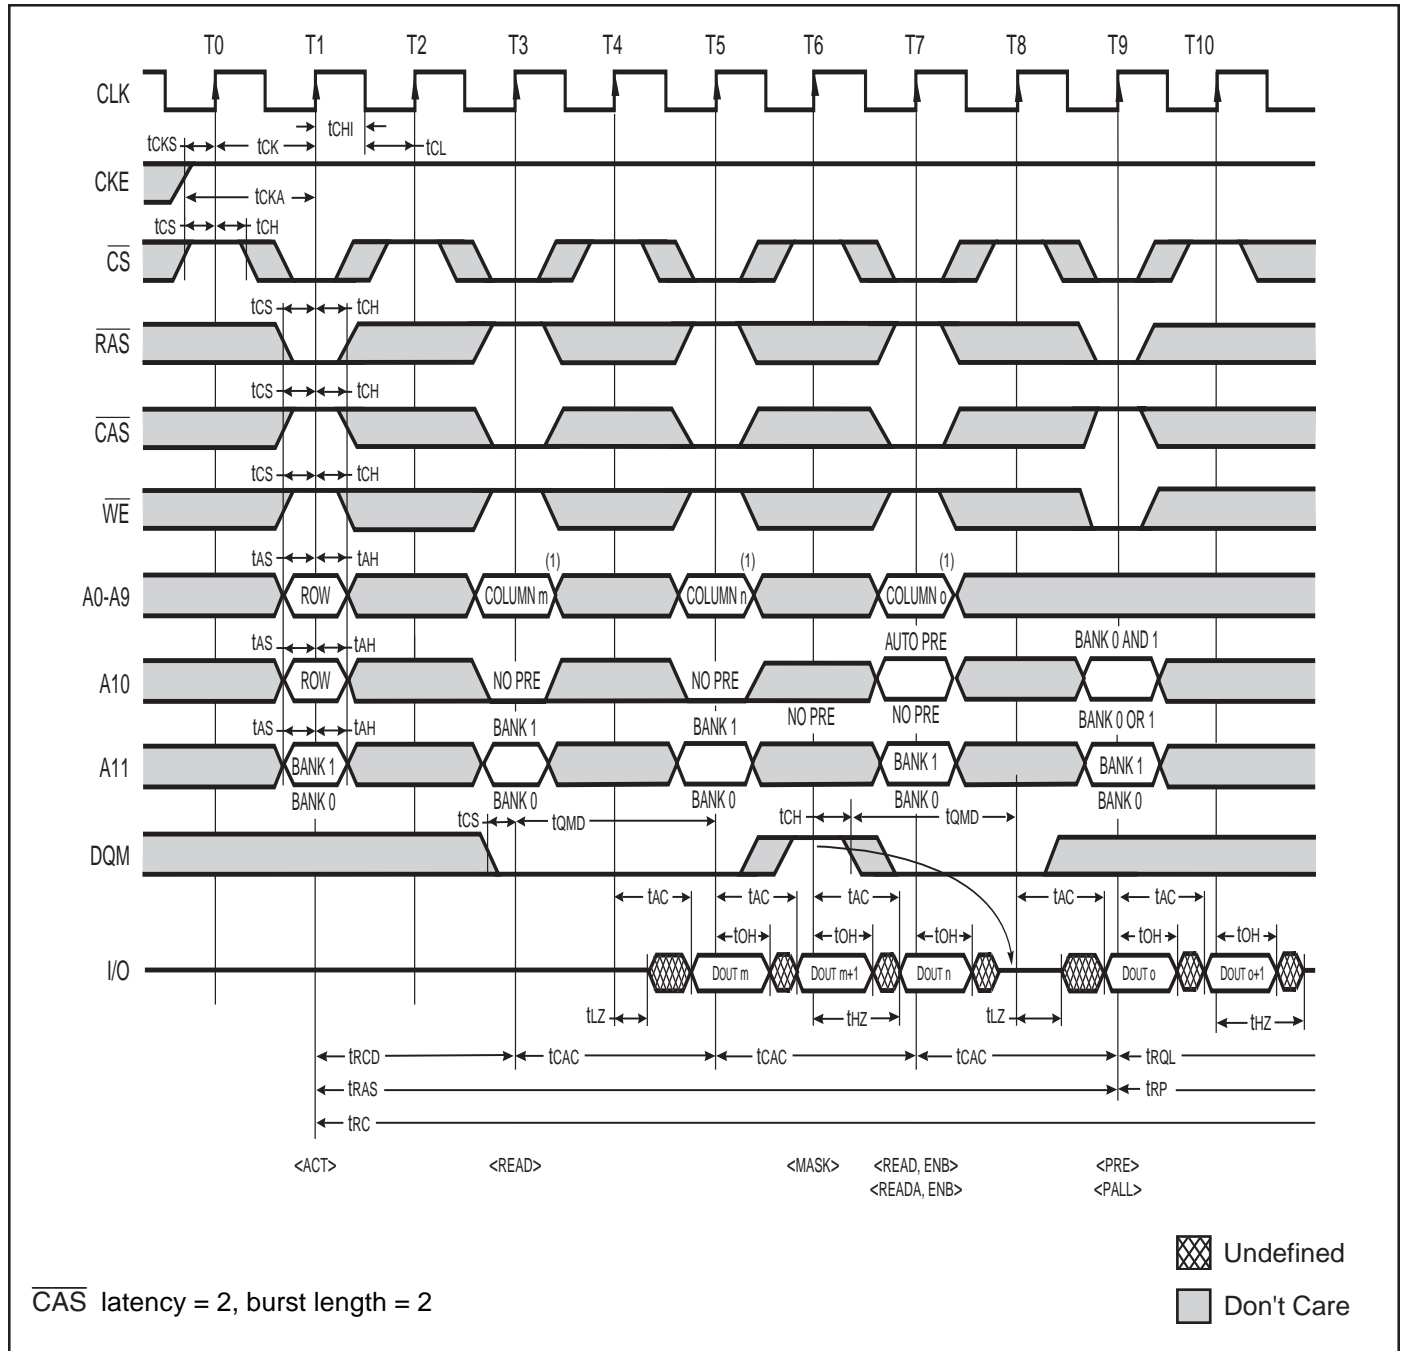 T0 T1 T2 T3 T4 T5 T6 T7 T8 T9 T10
CLK
tCHI
tCKS tCK tCL
CKE
tCKA
tCS tCH
CS
tCS tCH
RAS
tCS tCH
CAS
tCS tCH
WE
tAS tAH (1) (1) (1)
A0-A9 ROW COLUMN m COLUMN n COLUMN o
tAS tAH AUTO PRE BANK 0 AND 1
A10 ROW NO PRE NO PRE
NO PRE NO PRE BANK 0 OR 1
tAS tAH BANK 1 BANK 1
A11 BANK 1 BANK 1 BANK 1
BANK 0 BANK 0 BANK 0 BANK 0 BANK 0
tCS tQMD tCH tQMD
DQM
tAC tAC tAC tAC tAC
tOH tOH tOH tOH tOH
I/O DOUT m DOUT m+1 DOUT n DOUT o DOUT o+1
tLZ tHZ tLZ tHZ
tRCD tCAC tCAC tCAC tRQL
tRAS tRP
tRC
<ACT> <READ> <MASK> <READ, ENB> <PRE>
<READA, ENB> <PALL>
Undefined
CAS latency = 2, burst length = 2
Don't Care